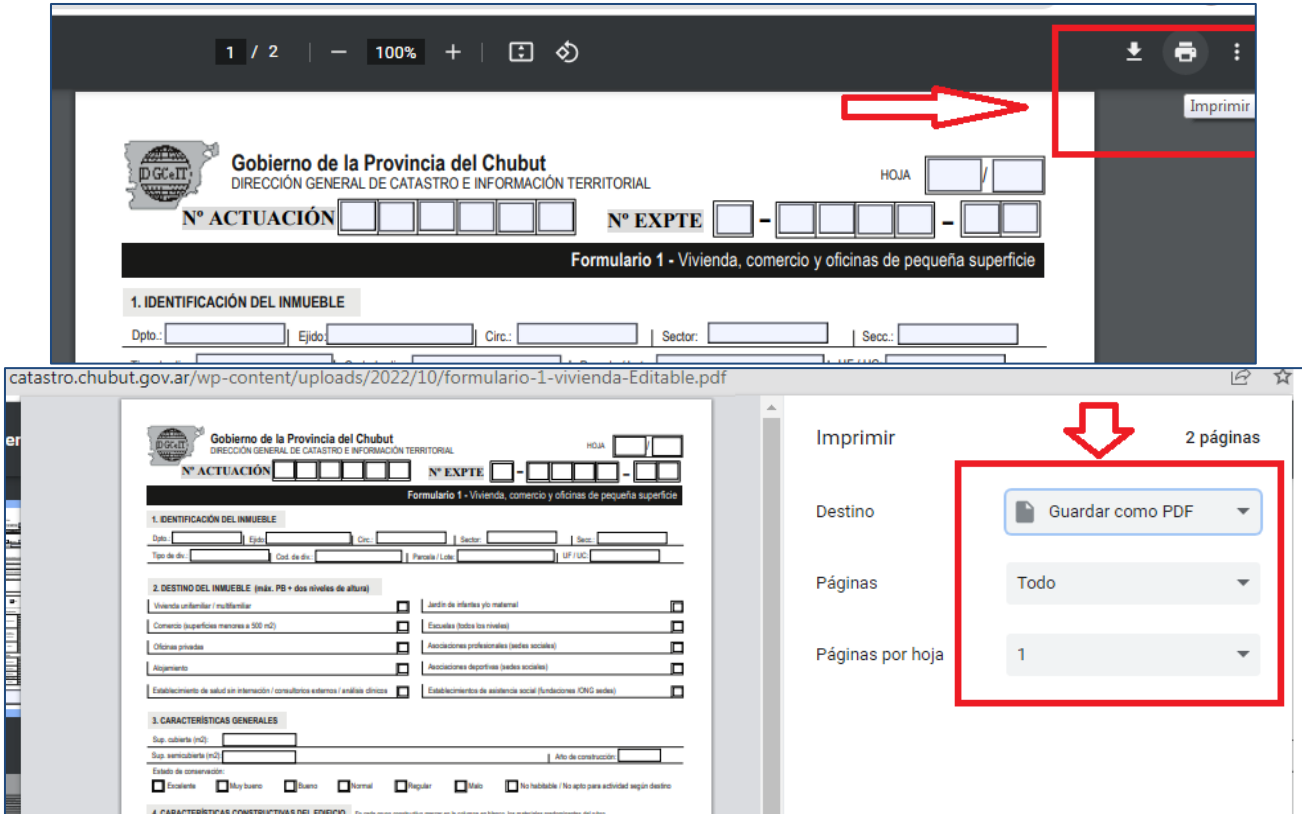 1 / 2 | − 100% + |
Imprimir
DGCeIT
Gobierno de la Provincia del Chubut
DIRECCIÓN GENERAL DE CATASTRO E INFORMACIÓN TERRITORIAL
HOJA /
Nº ACTUACIÓN
Nº EXPTE - -
Formulario 1 - Vivienda, comercio y oficinas de pequeña superficie
1. IDENTIFICACIÓN DEL INMUEBLE
Dpto.: | Ejido: | Circ.: | Sector: | Secc.:
catastro.chubut.gov.ar/wp-content/uploads/2022/10/formulario-1-vivienda-Editable.pdf
er
DGCeIT
Gobierno de la Provincia del Chubut
DIRECCIÓN GENERAL DE CATASTRO E INFORMACIÓN TERRITORIAL
HOJA /
Nº ACTUACIÓN
Nº EXPTE - -
Formulario 1 - Vivienda, comercio y oficinas de pequeña superficie
1. IDENTIFICACIÓN DEL INMUEBLE
Dpto.: | Ejido: | Circ.: | Sector: | Secc.:
Tipo de div.: | Cod. de div.: | Parcela / Lote: | UF / UC:
2. DESTINO DEL INMUEBLE (máx. PB + dos niveles de altura)
Vivienda unifamiliar / multifamiliar
Jardín de infantes y/o maternal
Comercio (superficies menores a 500 m2)
Escuelas (todos los niveles)
Oficinas privadas
Asociaciones profesionales (sedes sociales)
Alojamiento
Asociaciones deportivas (sedes sociales)
Establecimiento de salud sin internación / consultorios externos / análisis clínicos
Establecimientos de asistencia social (fundaciones /ONG sedes)
3. CARACTERÍSTICAS GENERALES
Sup. cubierta (m2):
Sup. semicubierta (m2):
| Año de construcción:
Estado de conservación:
Excelente Muy bueno Bueno Normal Regular Malo No habitable / No apto para actividad según destino
4. CARACTERÍSTICAS CONSTRUCTIVAS DEL EDIFICIO
Imprimir
2 páginas
Destino
Guardar como PDF
Páginas
Todo
Páginas por hoja
1